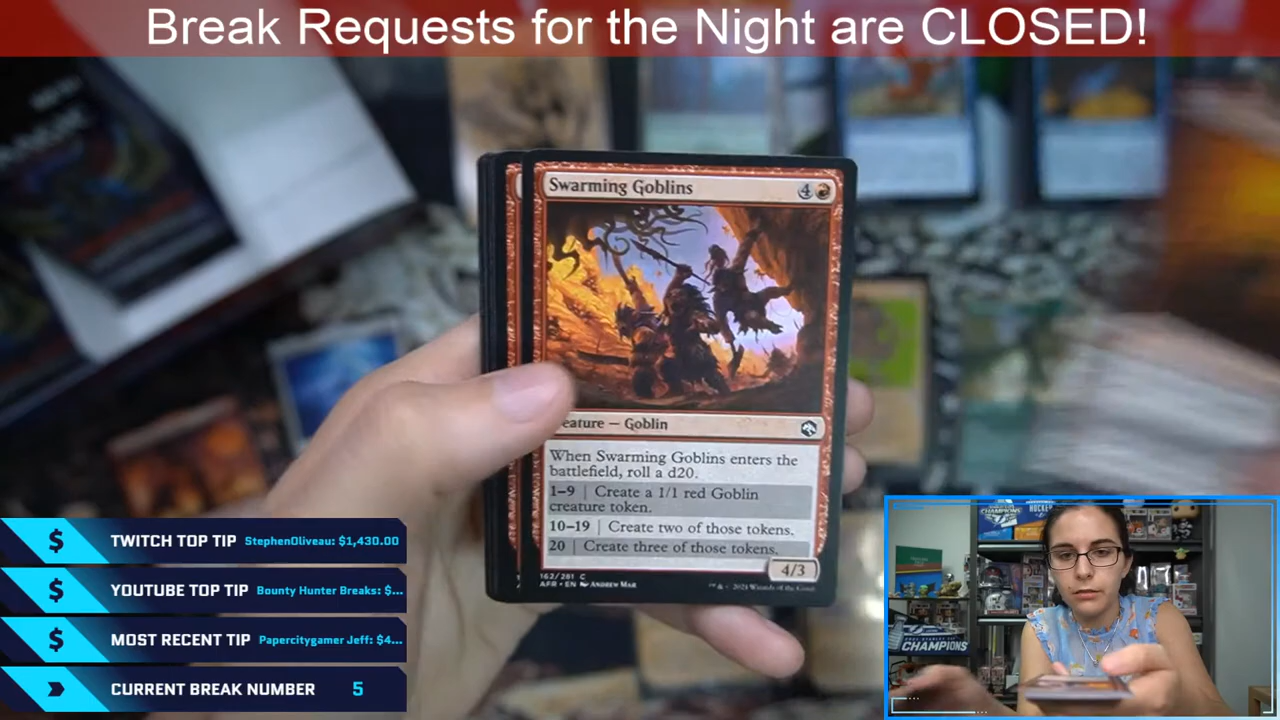 Break Requests for the Night are CLOSED!
Swarming Goblins 4
eature — Goblin
When Swarming Goblins enters the
battlefield, roll a d20.
1–9 | Create a 1/1 red Goblin
creature token.
10–19 | Create two of those tokens.
20 | Create three of those tokens.
4/3
162/281 C
AFR • EN Andrew Mar
™ & © 2021 Wizards of the Coast
$ TWITCH TOP TIP StephenOliveau: $1,430.00
$ YOUTUBE TOP TIP Bounty Hunter Breaks: $...
$ MOST RECENT TIP Papercitygamer Jeff: $4...
CURRENT BREAK NUMBER 5
CHAMPIONS
CHAMPIONS